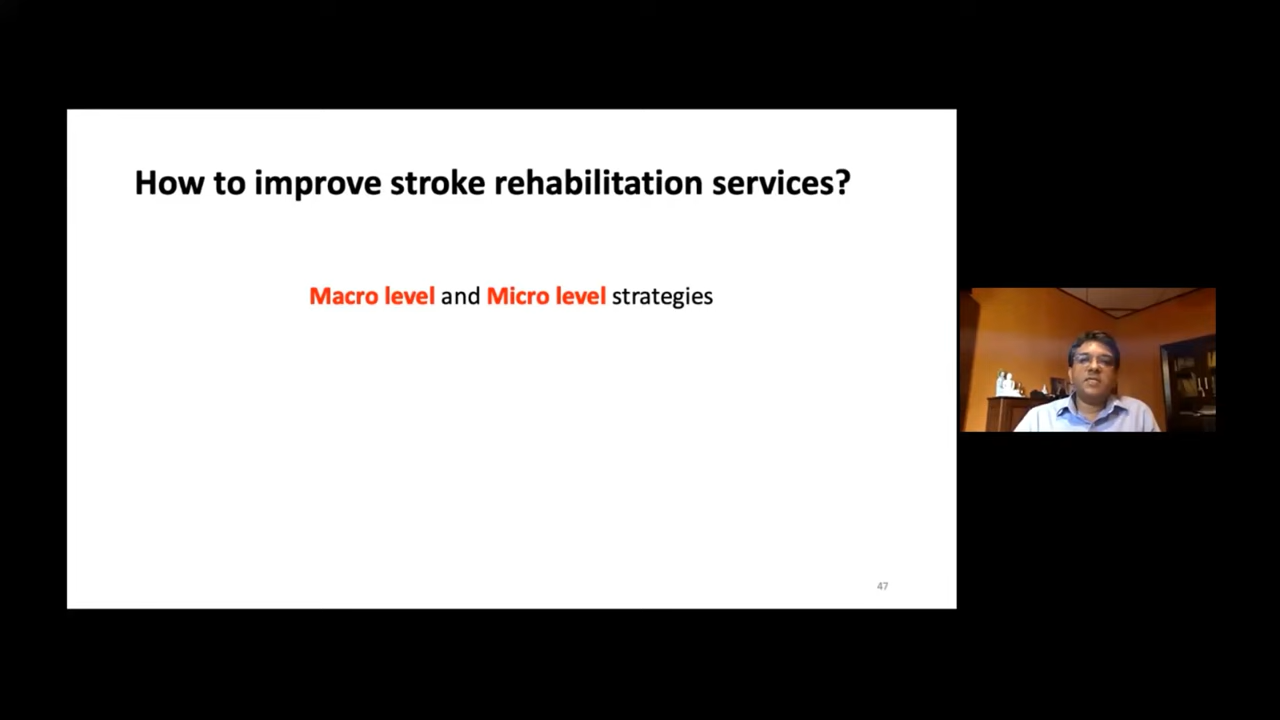 How to improve stroke rehabilitation services?
Macro level and Micro level strategies
47